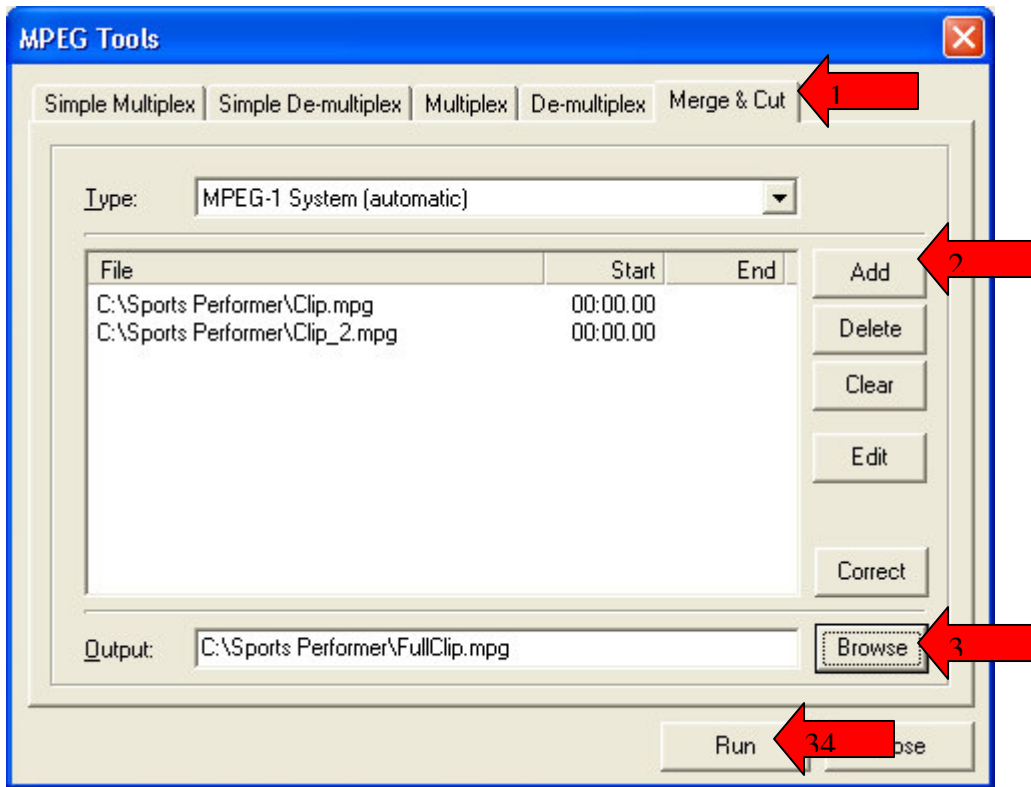 MPEG Tools
Simple Multiplex Simple De-multiplex Multiplex De-multiplex Merge & Cut 1
Type: MPEG-1 System (automatic)
File Start End Add 2
C:\Sports Performer\Clip.mpg 00:00.00
C:\Sports Performer\Clip_2.mpg 00:00.00
Delete
Clear
Edit
Correct
Output: C:\Sports Performer\FullClip.mpg Browse 3
Run 34 ose